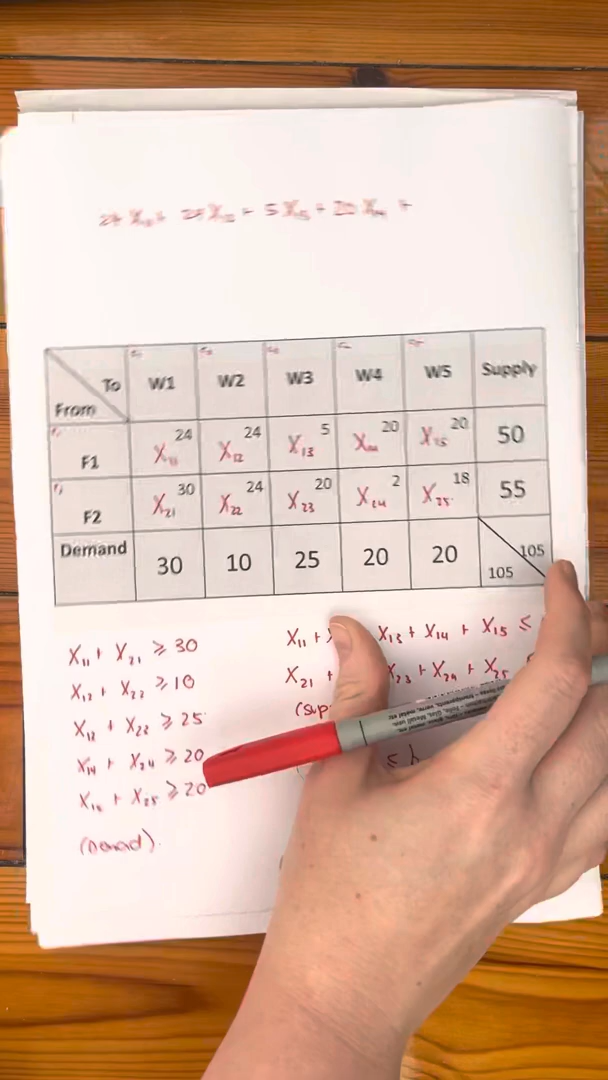 24 X₁₁ + 24 X₁₂ + 5 X₁₃ + 20 X₁₄ +
To From W1 W2 W3 W4 W5 Supply
24 24 5 20 20
F1 X₁₁ X₁₂ X₁₃ X₁₄ X₁₅ 50
30 24 20 2 18
F2 X₂₁ X₂₂ X₂₃ X₂₄ X₂₅ 55
Demand 30 10 25 20 20 105 105
X₁₁ + X₂₁ ≥ 30
X₁₂ + X₂₂ ≥ 10
X₁₃ + X₂₃ ≥ 25
X₁₄ + X₂₄ ≥ 20
X₁₅ + X₂₅ ≥ 20
(Demand).
X₁₁ + X₁₃ + X₁₄ + X₁₅ ≤
X₂₁ + X₂₃ + X₂₄ + X₂₅